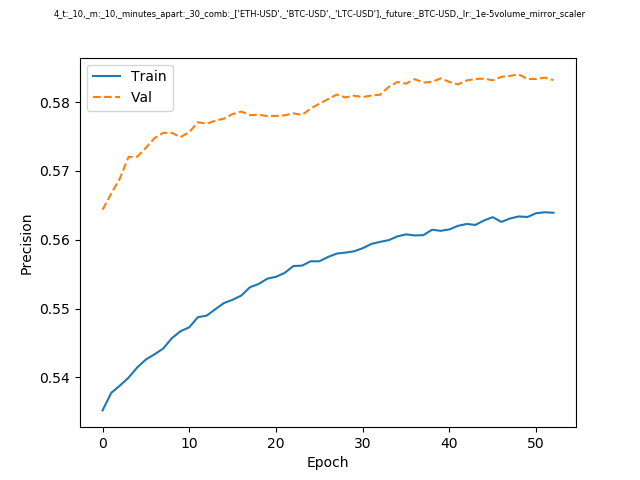 4_t:_10,_m:_10,_minutes_apart:_30_comb:_['ETH-USD',_'BTC-USD',_'LTC-USD'],_future:_BTC-USD,_lr:_1e-5volume_mirror_scaler
Train
Val
0.58
0.57
0.56
0.55
0.54
Precision
0 10 20 30 40 50
Epoch